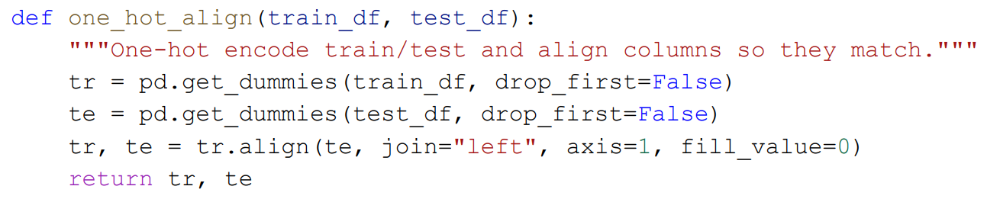 def one_hot_align(train_df, test_df):
    """One-hot encode train/test and align columns so they match."""
    tr = pd.get_dummies(train_df, drop_first=False)
    te = pd.get_dummies(test_df, drop_first=False)
    tr, te = tr.align(te, join="left", axis=1, fill_value=0)
    return tr, te